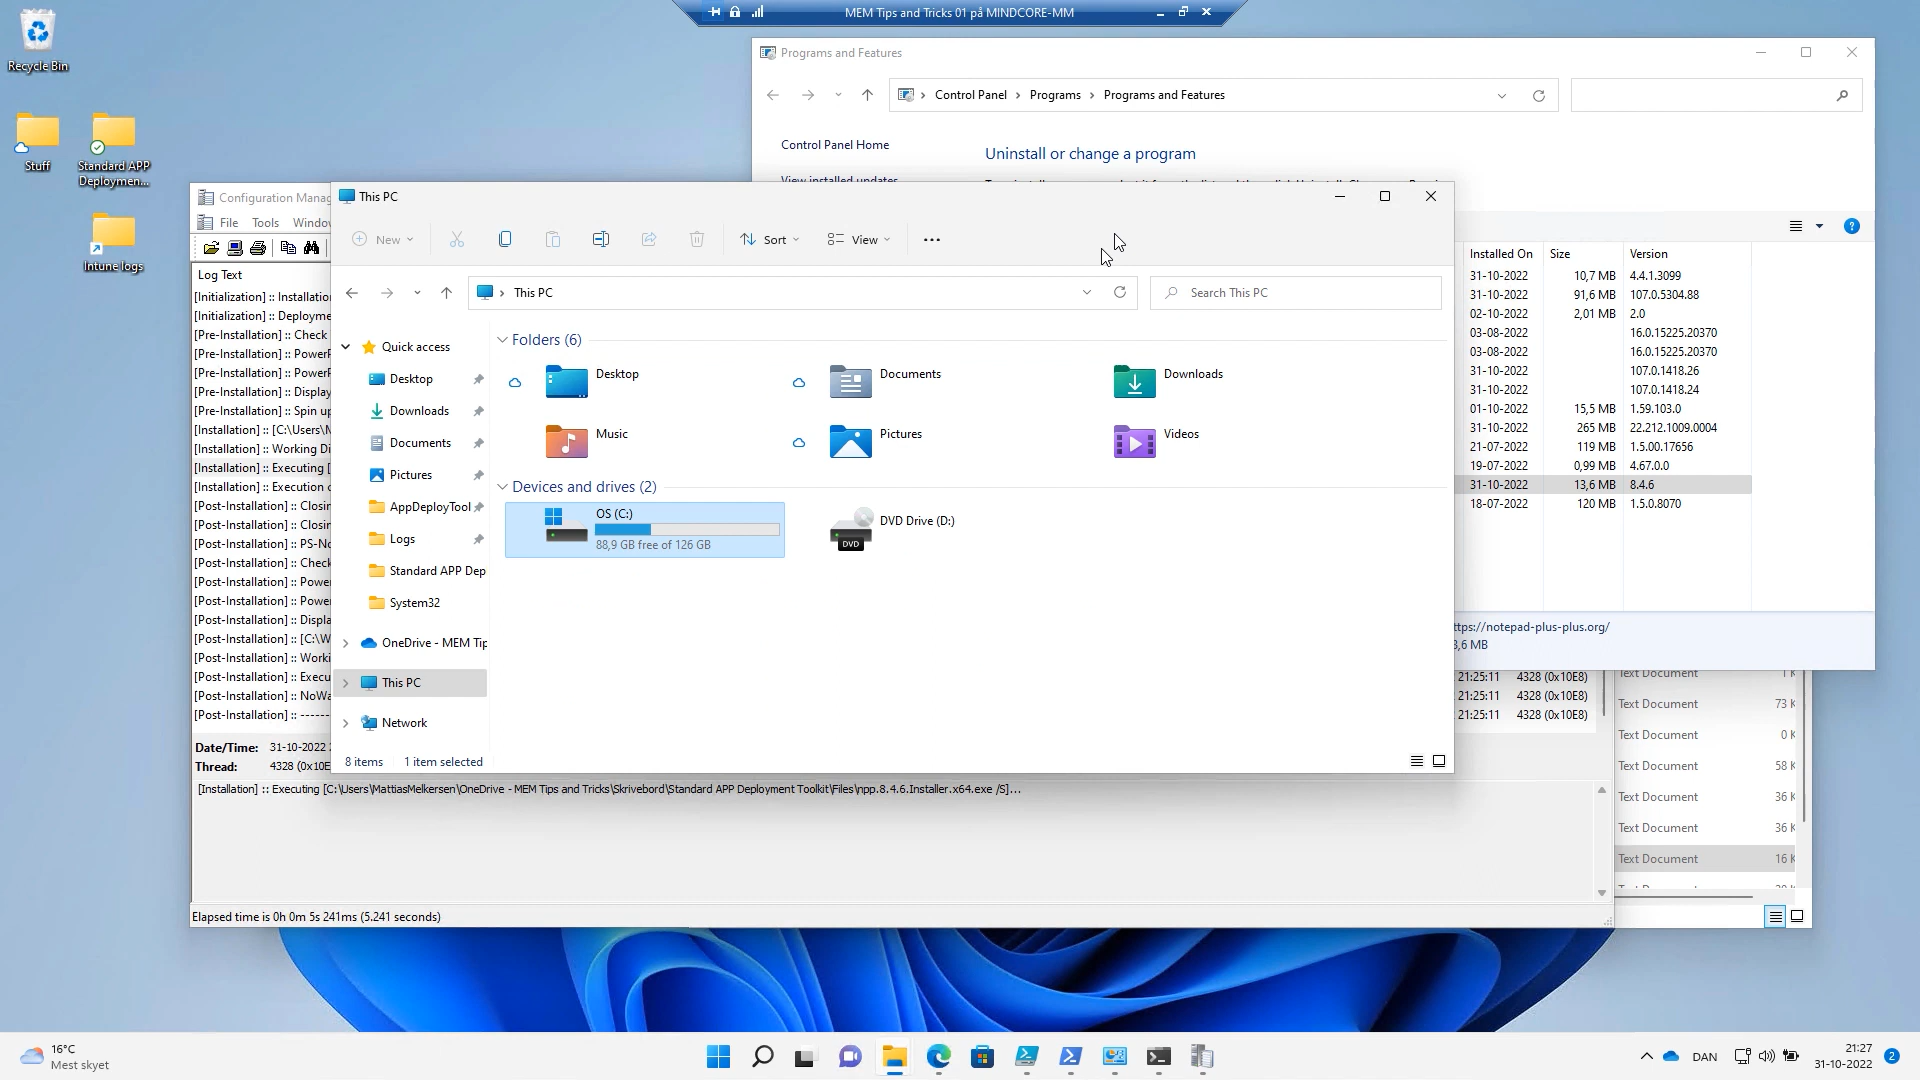 MEM Tips and Tricks 01 på MINDCORE-MM
Recycle Bin
Stuff
Standard APP
Deploymen...
Intune logs
Programs and Features
Control Panel
Programs
Programs and Features
Control Panel Home
View installed updates
Uninstall or change a program
Installed On
Size
Version
31-10-2022 10,7 MB 4.4.1.3099
31-10-2022 91,6 MB 107.0.5304.88
02-10-2022 2,01 MB 2.0
03-08-2022 16.0.15225.20370
03-08-2022 16.0.15225.20370
31-10-2022 107.0.1418.26
31-10-2022 107.0.1418.24
01-10-2022 15,5 MB 1.59.103.0
31-10-2022 265 MB 22.212.1009.0004
21-07-2022 119 MB 1.5.00.17656
19-07-2022 0,99 MB 4.67.0.0
31-10-2022 13,6 MB 8.4.6
18-07-2022 120 MB 1.5.0.8070
ttps://notepad-plus-plus.org/
3,6 MB
Configuration Manag
File Tools Window
Log Text
[Initialization] :: Installatio
[Initialization] :: Deployme
[Pre-Installation] :: Check
[Pre-Installation] :: PowerP
[Pre-Installation] :: PowerP
[Pre-Installation] :: Display
[Pre-Installation] :: Spin up
[Installation] :: [C:\Users\M
[Installation] :: Working Di
[Installation] :: Executing [
[Installation] :: Execution c
[Post-Installation] :: Closin
[Post-Installation] :: Closin
[Post-Installation] :: PS-No
[Post-Installation] :: Check
[Post-Installation] :: Power
[Post-Installation] :: Power
[Post-Installation] :: Displa
[Post-Installation] :: [C:\W
[Post-Installation] :: Worki
[Post-Installation] :: Execu
[Post-Installation] :: NoWa
[Post-Installation] :: -------
21:25:11 4328 (0x10E8)
21:25:11 4328 (0x10E8)
21:25:11 4328 (0x10E8)
Date/Time: 31-10-2022
Thread: 4328 (0x10E
[Installation] :: Executing [C:\Users\MattiasMelkersen\OneDrive - MEM Tips and Tricks\Skrivebord\Standard APP Deployment Toolkit\Files\npp.8.4.6.Installer.x64.exe /S]...
Elapsed time is 0h 0m 5s 241ms (5.241 seconds)
This PC
New
Sort
View
This PC
Search This PC
Quick access
Desktop
Downloads
Documents
Pictures
AppDeployTool
Logs
Standard APP Dep
System32
OneDrive - MEM Tip
This PC
Network
Folders (6)
Desktop
Documents
Downloads
Music
Pictures
Videos
Devices and drives (2)
OS (C:)
88,9 GB free of 126 GB
DVD
DVD Drive (D:)
8 items 1 item selected
Text Document 1 K
Text Document 73 K
Text Document 0 K
Text Document 58 K
Text Document 36 K
Text Document 36 K
Text Document 16 K
16°C
Mest skyet
DAN
21:27
31-10-2022
2